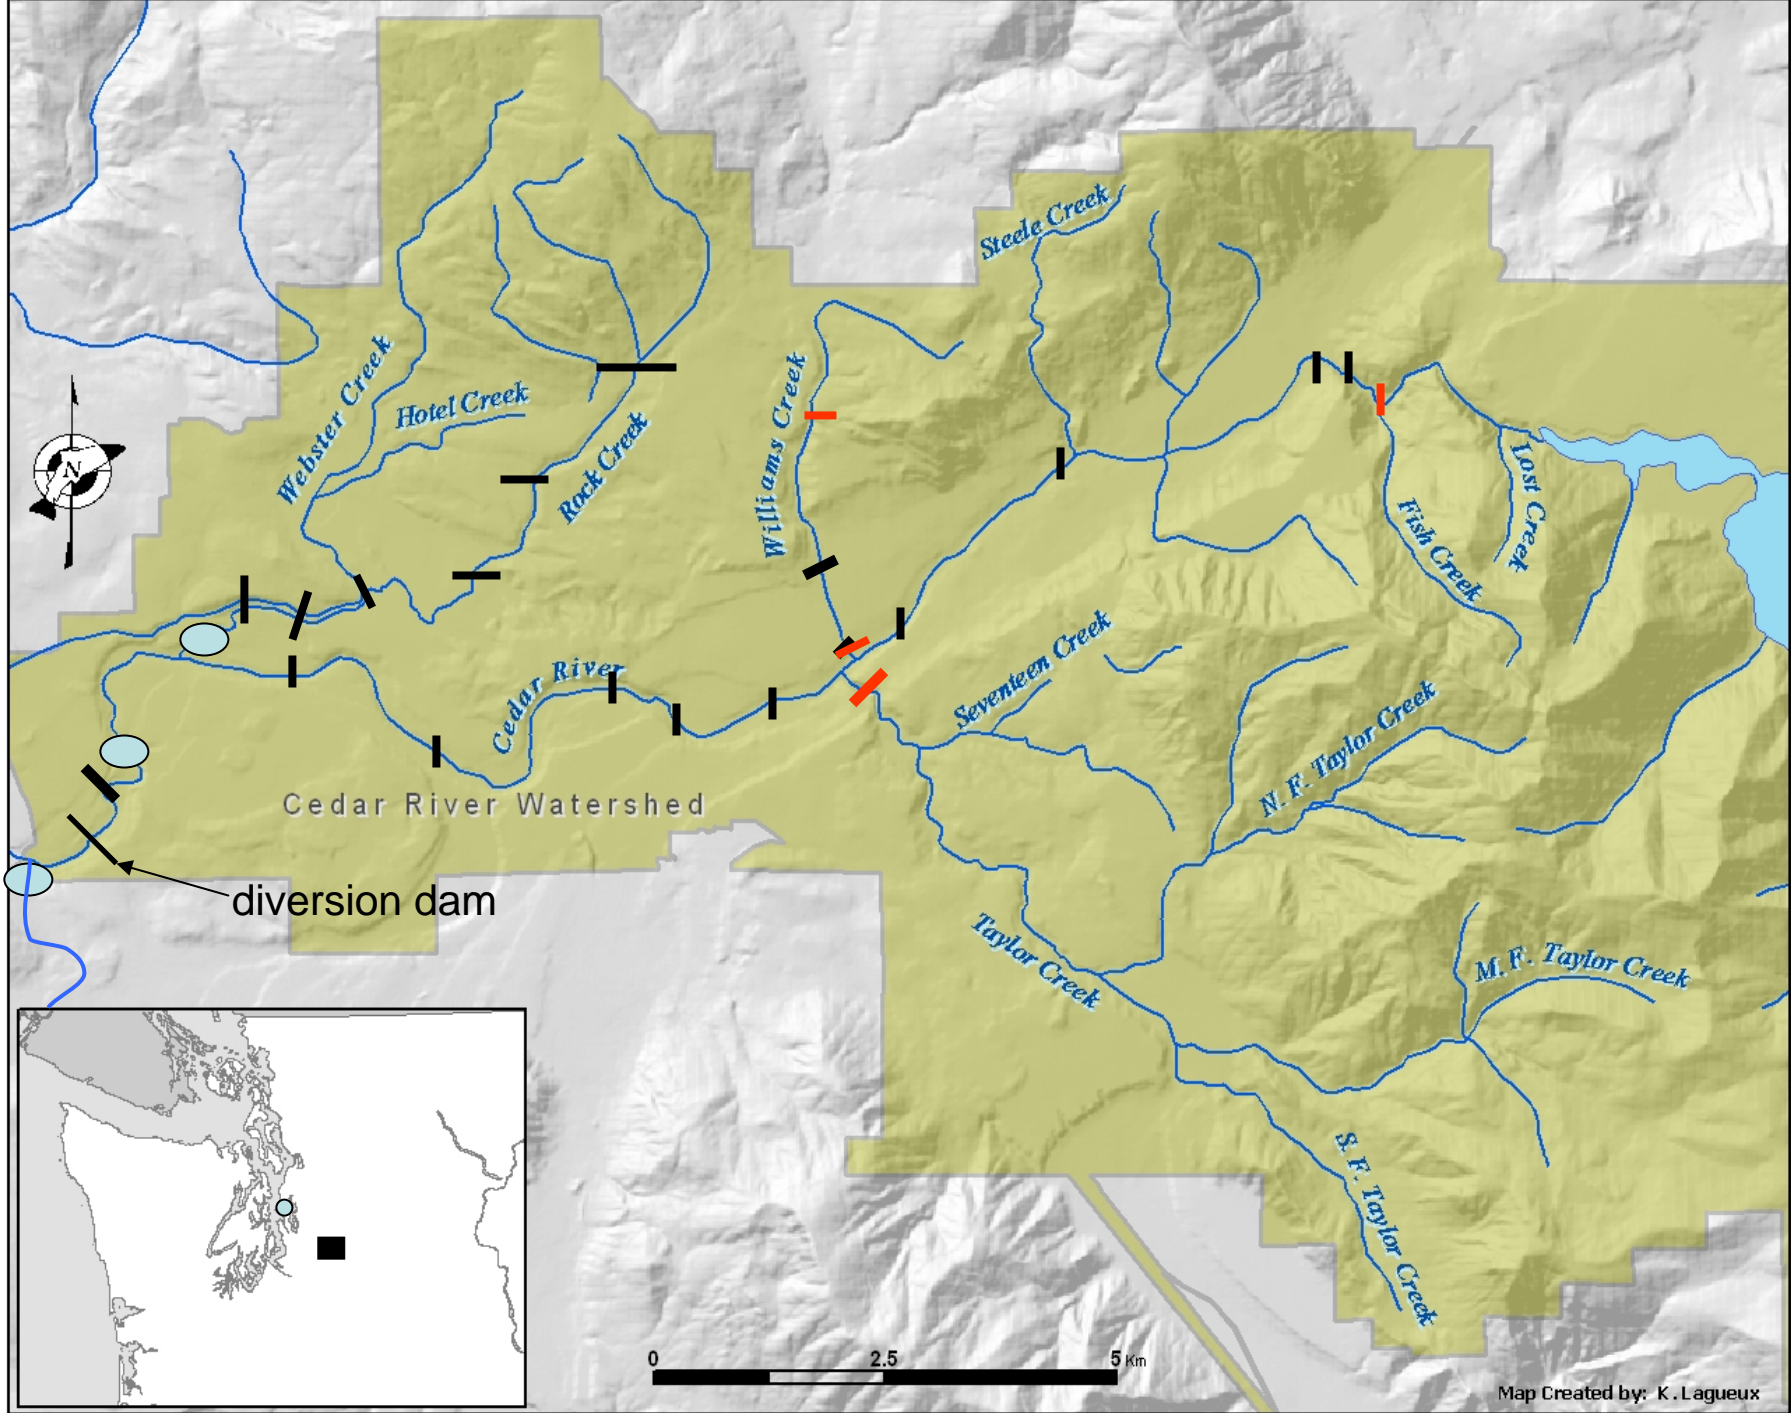 Steele Creek
Webster Creek
Hotel Creek
Rock Creek
Williams Creek
Lost Creek
Fish Creek
N
Seventeen Creek
Cedar River
N. F. Taylor Creek
Cedar River Watershed
diversion dam
Taylor Creek
M. F. Taylor Creek
S. F. Taylor Creek
0 2.5 5 Km
Map Created by: K. Lagueux